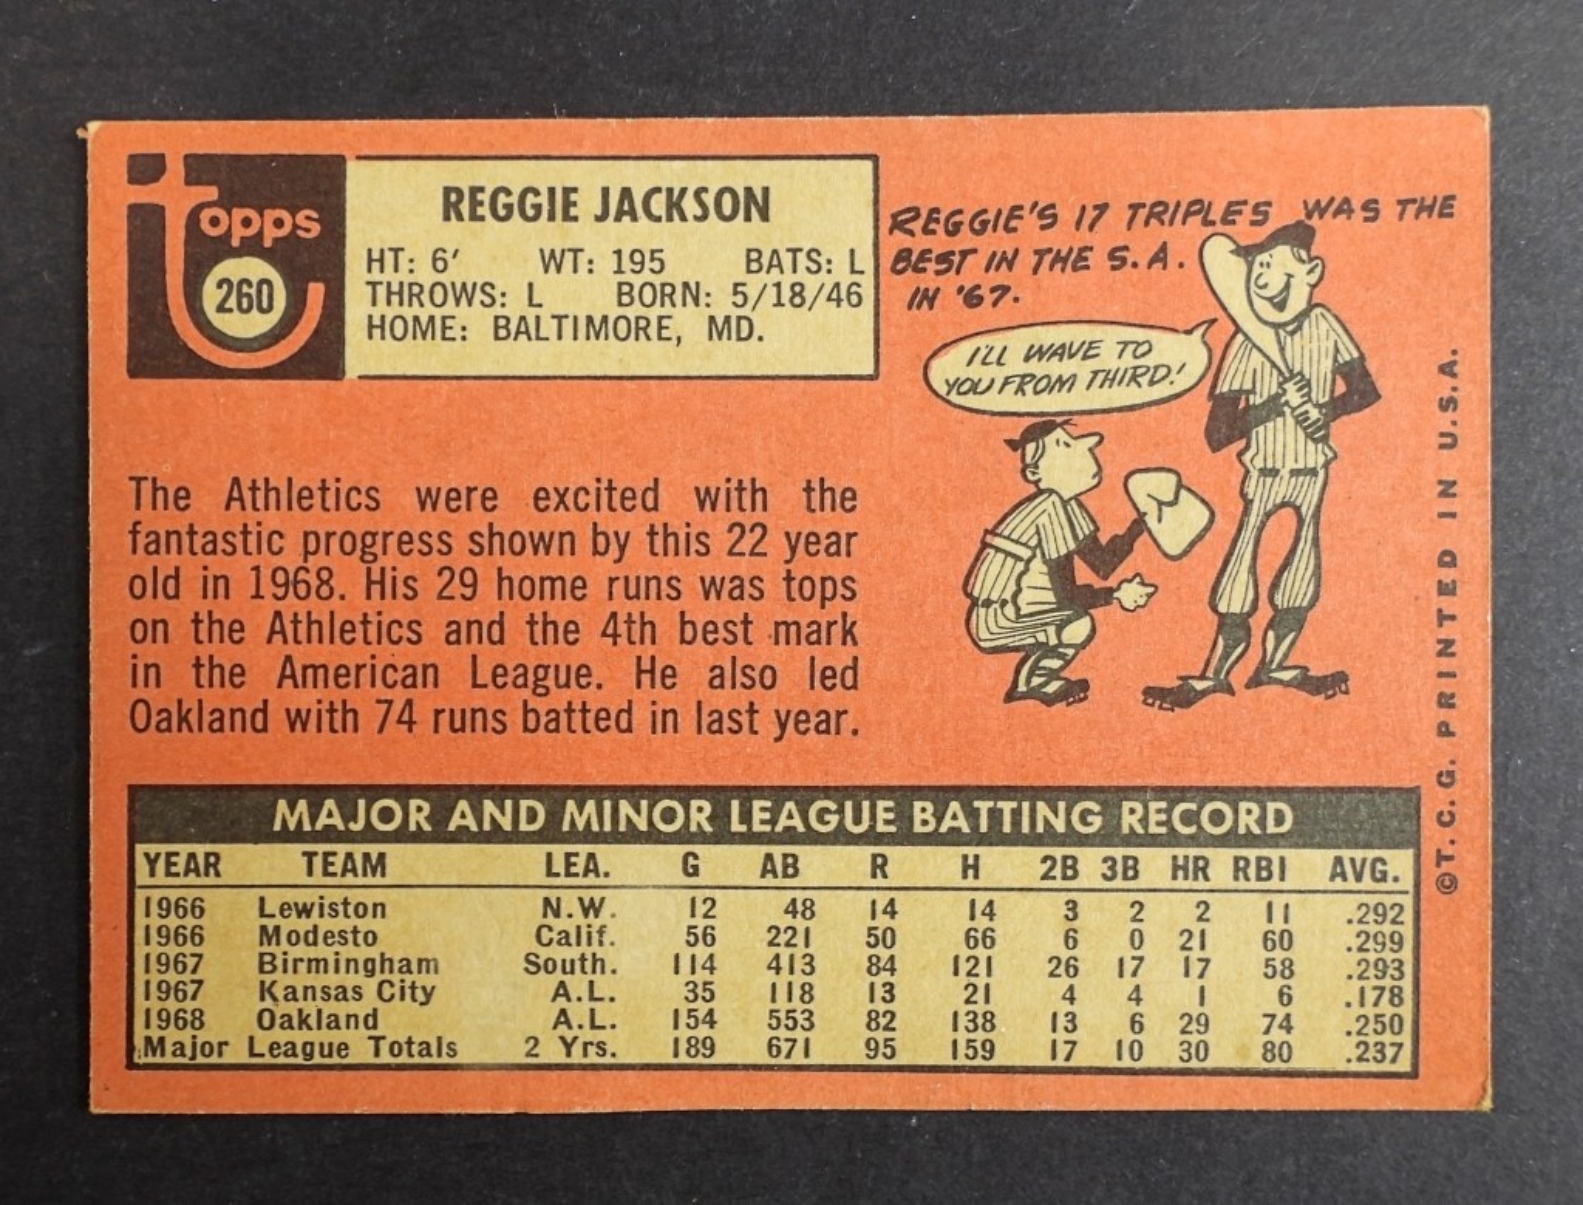 Topps
260
REGGIE JACKSON
HT: 6' WT: 195 BATS: L
THROWS: L BORN: 5/18/46
HOME: BALTIMORE, MD.
REGGIE'S 17 TRIPLES WAS THE
BEST IN THE S.A.
IN '67.
I'LL WAVE TO
YOU FROM THIRD!
The Athletics were excited with the
fantastic progress shown by this 22 year
old in 1968. His 29 home runs was tops
on the Athletics and the 4th best mark
in the American League. He also led
Oakland with 74 runs batted in last year.
MAJOR AND MINOR LEAGUE BATTING RECORD
YEAR TEAM LEA. G AB R H 2B 3B HR RBI AVG.
1966 Lewiston N.W. 12 48 14 14 3 2 2 11 .292
1966 Modesto Calif. 56 221 50 66 6 0 21 60 .299
1967 Birmingham South. 114 413 84 121 26 17 17 58 .293
1967 Kansas City A.L. 35 118 13 21 4 4 1 6 .178
1968 Oakland A.L. 154 553 82 138 13 6 29 74 .250
Major League Totals 2 Yrs. 189 671 95 159 17 10 30 80 .237
©T.C.G. PRINTED IN U.S.A.